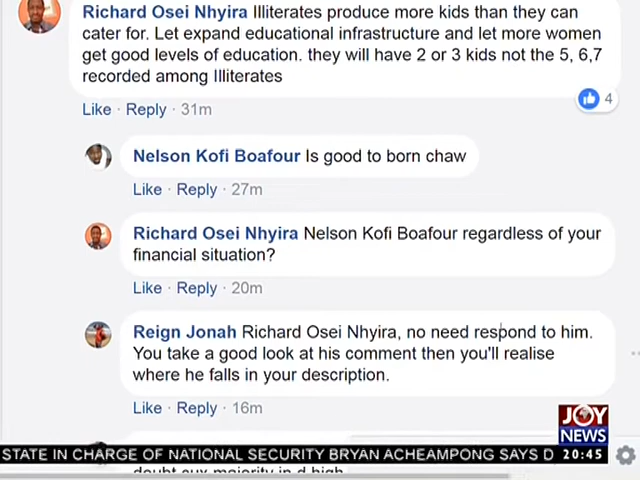 Richard Osei Nhyira Illiterates produce more kids than they can
cater for. Let expand educational infrastructure and let more women
get good levels of education. they will have 2 or 3 kids not the 5, 6,7
recorded among Illiterates
Like · Reply · 31m
4
Nelson Kofi Boafour Is good to born chaw
Like · Reply · 27m
Richard Osei Nhyira Nelson Kofi Boafour regardless of your
financial situation?
Like · Reply · 20m
Reign Jonah Richard Osei Nhyira, no need respond to him.
You take a good look at his comment then you'll realise
where he falls in your description.
Like · Reply · 16m
JOY
NEWS
STATE IN CHARGE OF NATIONAL SECURITY BRYAN ACHEAMPONG SAYS D
20:45